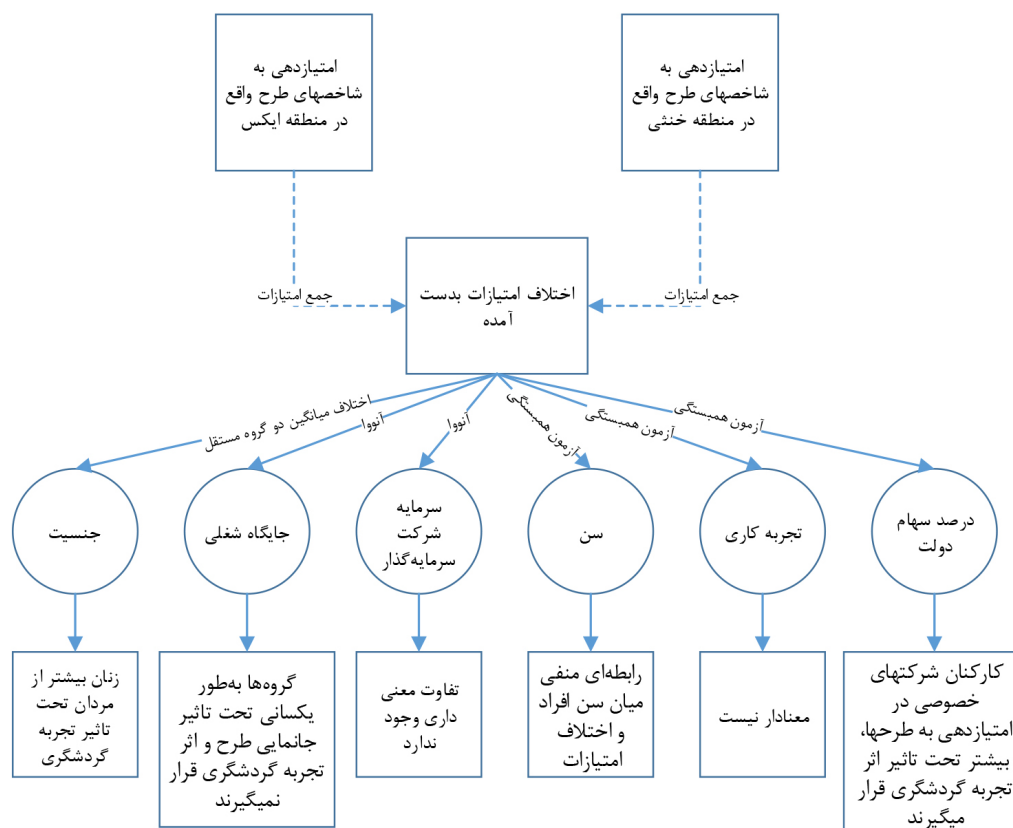 امتیازدهی به
شاخصهای طرح واقع
در منطقه خنثی
امتیازدهی به
شاخصهای طرح واقع
در منطقه ایکس
جمع امتیازات
اختلاف امتیازات بدست
آمده
جمع امتیازات
آزمون همبستگی
آزمون همبستگی
آزمون همبستگی
آنووا
آنووا
اختلاف میانگین دو گروه مستقل
درصد سهام
دولت
تجربه کاری
سن
سرمایه
شرکت
سرمایه‌گذار
جایگاه شغلی
جنسیت
کارکنان شرکتهای
خصوصی در
امتیازدهی به طرحها،
بیشتر تحت تاثیر اثر
تجربه گردشگری قرار
میگیرند
معنادار نیست
رابطه‌ای منفی
میان سن افراد
و اختلاف
امتیازات
تفاوت معنی
داری وجود
ندارد
گروه‌ها به‌طور
یکسانی تحت تاثیر
جانمایی طرح و اثر
تجربه گردشگری قرار
نمیگیرند
زنان بیشتر از
مردان تحت
تاثیر تجربه
گردشگری